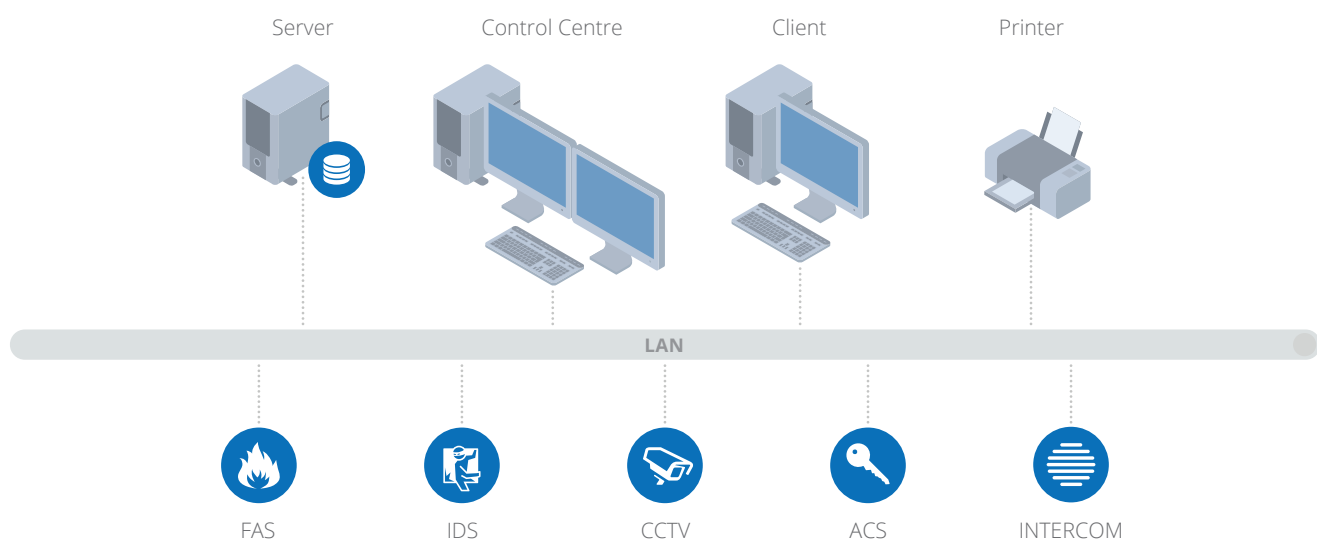 Server
Control Centre
Client
Printer
LAN
FAS
IDS
CCTV
ACS
INTERCOM